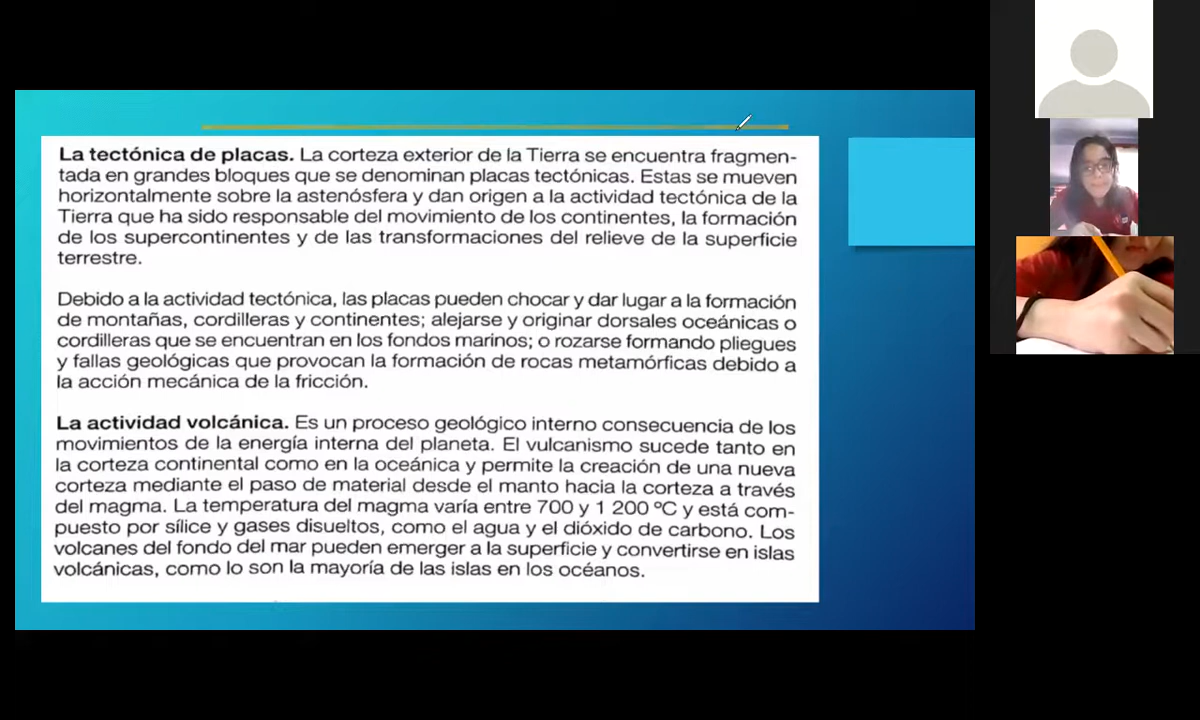 La tectónica de placas. La corteza exterior de la Tierra se encuentra fragmen-
tada en grandes bloques que se denominan placas tectónicas. Estas se mueven
horizontalmente sobre la astenósfera y dan origen a la actividad tectónica de la
Tierra que ha sido responsable del movimiento de los continentes, la formación
de los supercontinentes y de las transformaciones del relieve de la superficie
terrestre.
Debido a la actividad tectónica, las placas pueden chocar y dar lugar a la formación
de montañas, cordilleras y continentes; alejarse y originar dorsales oceánicas o
cordilleras que se encuentran en los fondos marinos; o rozarse formando pliegues
y fallas geológicas que provocan la formación de rocas metamórficas debido a
la acción mecánica de la fricción.
La actividad volcánica. Es un proceso geológico interno consecuencia de los
movimientos de la energía interna del planeta. El vulcanismo sucede tanto en
la corteza continental como en la oceánica y permite la creación de una nueva
corteza mediante el paso de material desde el manto hacia la corteza a través
del magma. La temperatura del magma varía entre 700 y 1 200 ºC y está com-
puesto por sílice y gases disueltos, como el agua y el dióxido de carbono. Los
volcanes del fondo del mar pueden emerger a la superficie y convertirse en islas
volcánicas, como lo son la mayoría de las islas en los océanos.